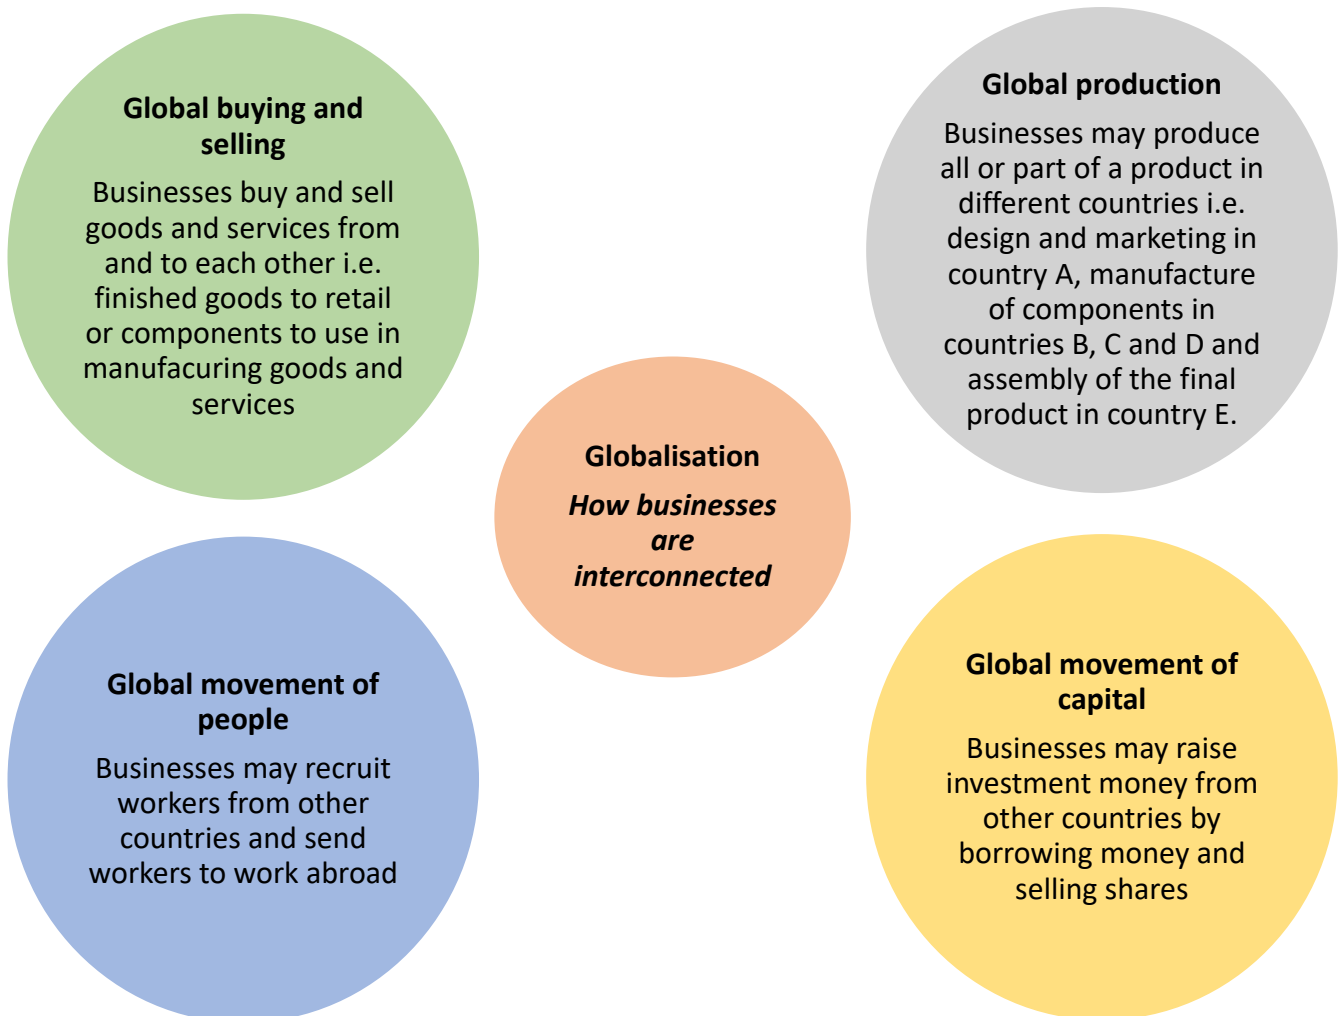 Global buying and
selling
Businesses buy and sell
goods and services from
and to each other i.e.
finished goods to retail
or components to use in
manufacuring goods and
services
Global production
Businesses may produce
all or part of a product in
different countries i.e.
design and marketing in
country A, manufacture
of components in
countries B, C and D and
assembly of the final
product in country E.
Globalisation
How businesses
are
interconnected
Global movement of
people
Businesses may recruit
workers from other
countries and send
workers to work abroad
Global movement of
capital
Businesses may raise
investment money from
other countries by
borrowing money and
selling shares